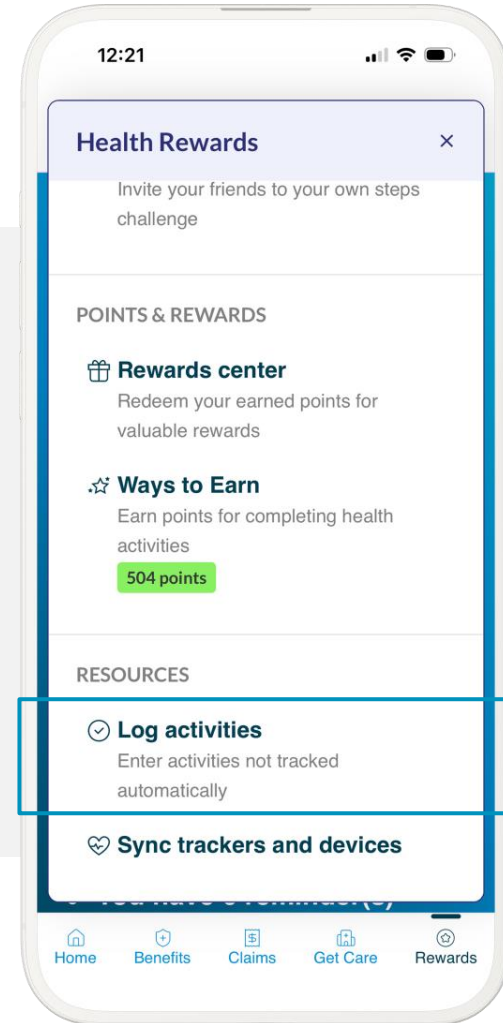 12:21
Health Rewards
×
Invite your friends to your own steps
challenge
POINTS & REWARDS
Rewards center
Redeem your earned points for
valuable rewards
Ways to Earn
Earn points for completing health
activities
504 points
RESOURCES
Log activities
Enter activities not tracked
automatically
Sync trackers and devices
Home Benefits Claims Get Care Rewards